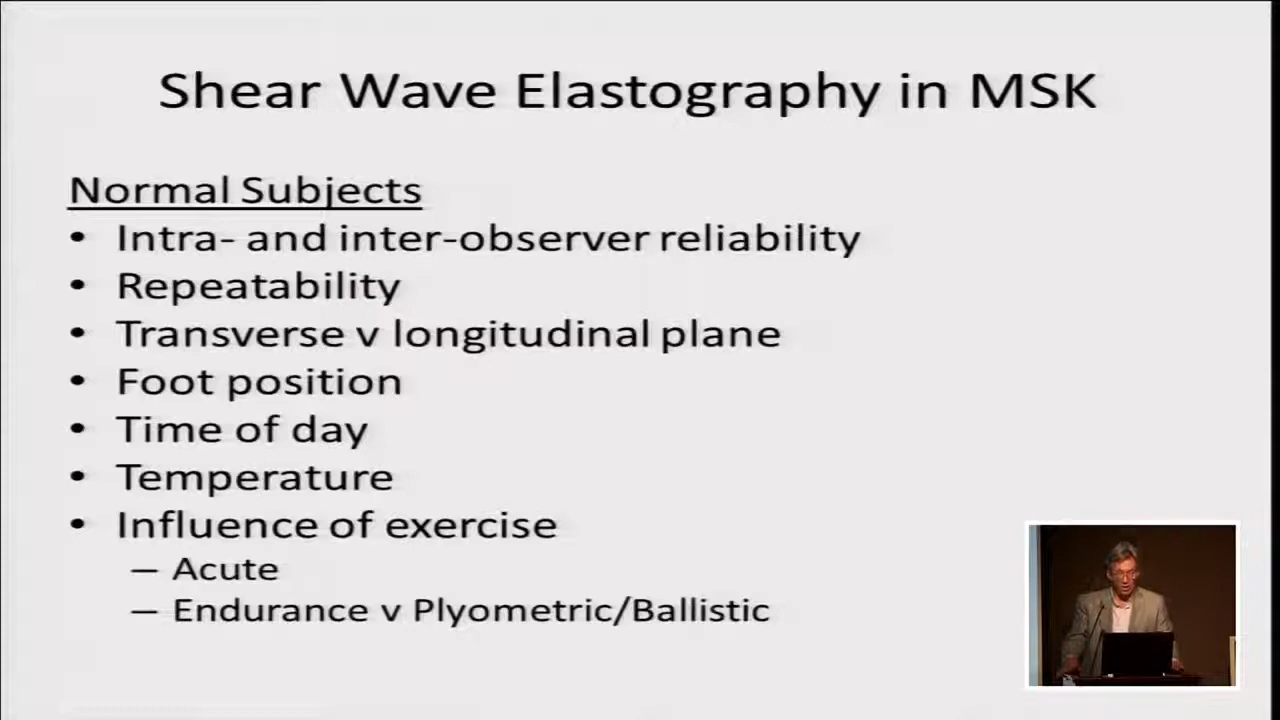 Shear Wave Elastography in MSK
Normal Subjects
• Intra- and inter-observer reliability
• Repeatability
• Transverse v longitudinal plane
• Foot position
• Time of day
• Temperature
• Influence of exercise
– Acute
– Endurance v Plyometric/Ballistic